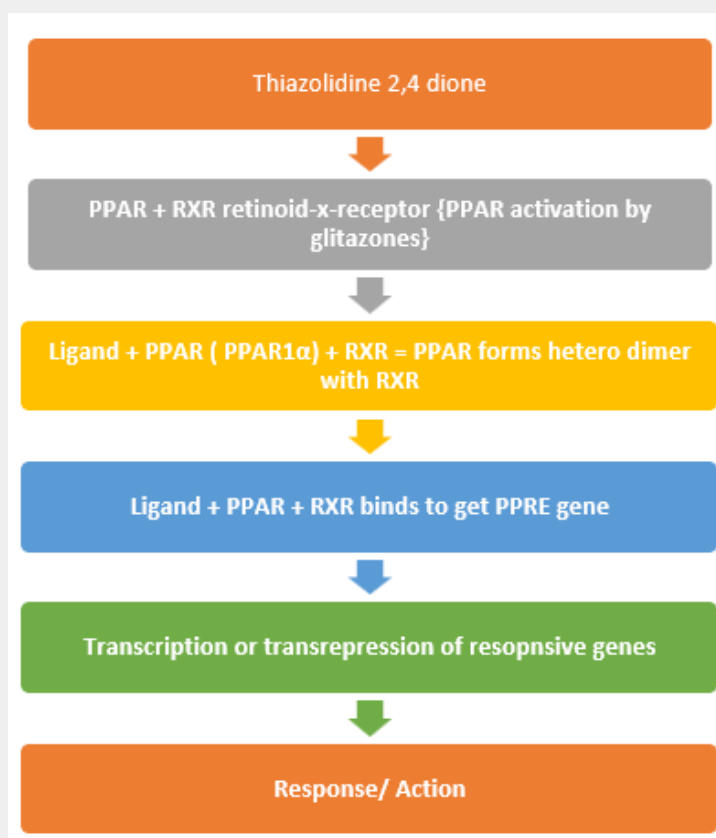 Thiazolidine 2,4 dione
PPAR + RXR retinoid-x-receptor {PPAR activation by
glitazones}
Ligand + PPAR ( PPAR1α) + RXR = PPAR forms hetero dimer
with RXR
Ligand + PPAR + RXR binds to get PPRE gene
Transcription or transrepression of resopnsive genes
Response/ Action